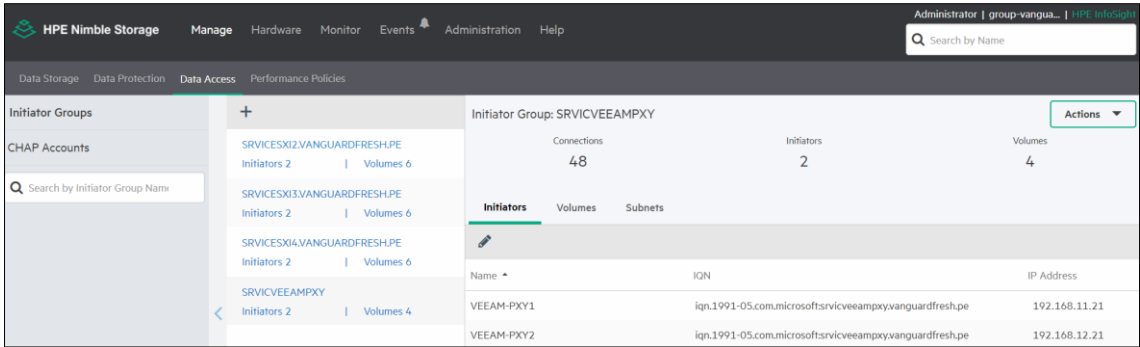 Administrator | group-vangua... | HPE InfoSight
HPE Nimble Storage Manage Hardware Monitor Events Administration Help
Search by Name
Data Storage Data Protection Data Access Performance Policies
Initiator Groups
CHAP Accounts
Search by Initiator Group Name
+
SRVICESXI2.VANGUARDFRESH.PE
Initiators 2 | Volumes 6
SRVICESXI3.VANGUARDFRESH.PE
Initiators 2 | Volumes 6
SRVICESXI4.VANGUARDFRESH.PE
Initiators 2 | Volumes 6
SRVICVEEAMPXY
Initiators 2 | Volumes 4
Initiator Group: SRVICVEEAMPXY
Actions
Connections Initiators Volumes
48 2 4
Initiators Volumes Subnets
Name IQN IP Address
VEEAM-PXY1 iqn.1991-05.com.microsoft:srvicveeampxy.vanguardfresh.pe 192.168.11.21
VEEAM-PXY2 iqn.1991-05.com.microsoft:srvicveeampxy.vanguardfresh.pe 192.168.12.21